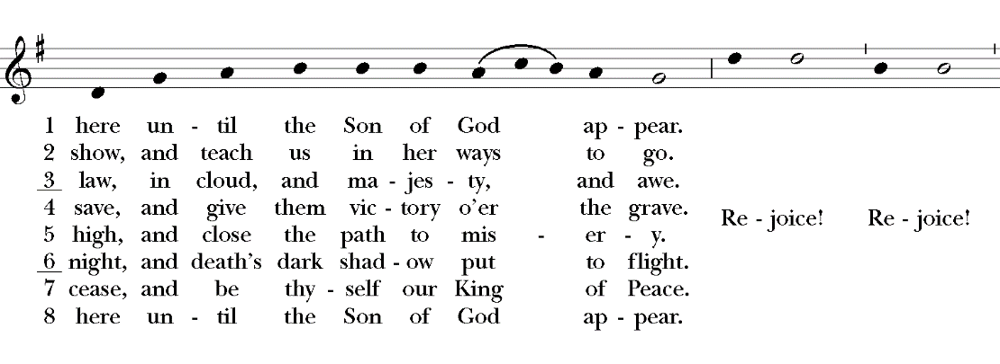 1 here un - til the Son of God ap - pear.
2 show, and teach us in her ways to go.
3 law, in cloud, and ma - jes - ty, and awe.
4 save, and give them vic - tory o'er the grave.
Re - joice! Re - joice!
5 high, and close the path to mis - er - y.
6 night, and death's dark shad - ow put to flight.
7 cease, and be thy - self our King of Peace.
8 here un - til the Son of God ap - pear.